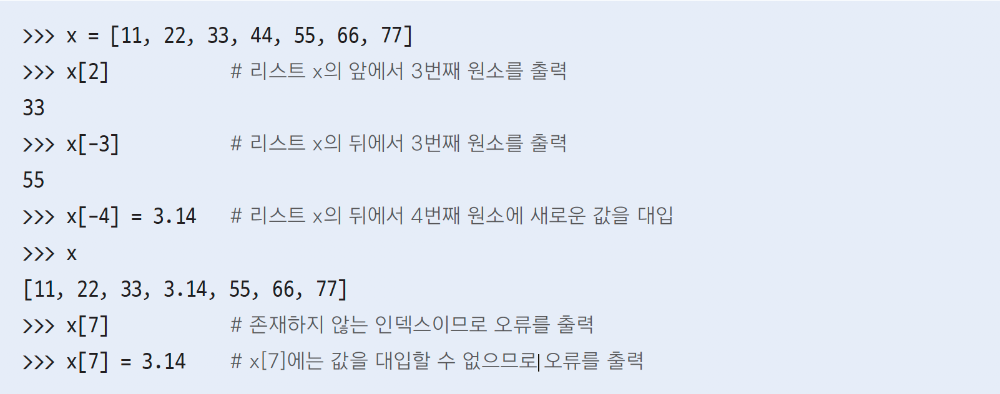 >>> x = [11, 22, 33, 44, 55, 66, 77]
>>> x[2] # 리스트 x의 앞에서 3번째 원소를 출력
33
>>> x[-3] # 리스트 x의 뒤에서 3번째 원소를 출력
55
>>> x[-4] = 3.14 # 리스트 x의 뒤에서 4번째 원소에 새로운 값을 대입
>>> x
[11, 22, 33, 3.14, 55, 66, 77]
>>> x[7] # 존재하지 않는 인덱스이므로 오류를 출력
>>> x[7] = 3.14 # x[7]에는 값을 대입할 수 없으므로 오류를 출력